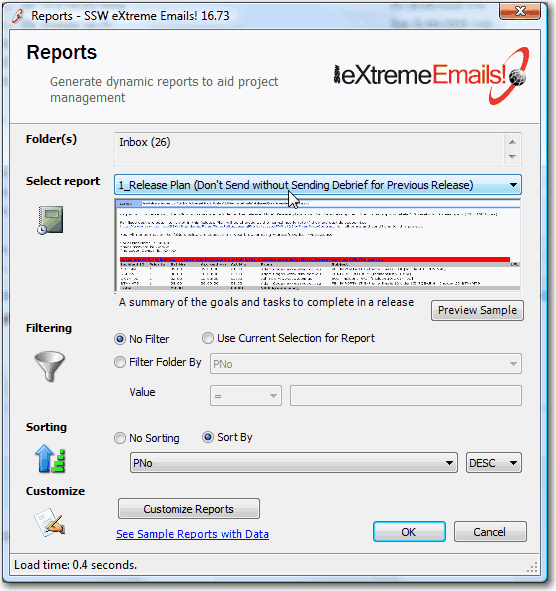 Reports - SSW eXtreme Emails! 16.73
Reports
Generate dynamic reports to aid project
management
SSW eXtremeEmails!
Folder(s)
Inbox (26)
Select report
1_Release Plan (Don't Send without Sending Debrief for Previous Release)
A summary of the goals and tasks to complete in a release
Preview Sample
Filtering
No Filter
Use Current Selection for Report
Filter Folder By
PNo
Value
=
Sorting
No Sorting
Sort By
PNo
DESC
Customize
Customize Reports
See Sample Reports with Data
OK
Cancel
Load time: 0.4 seconds.